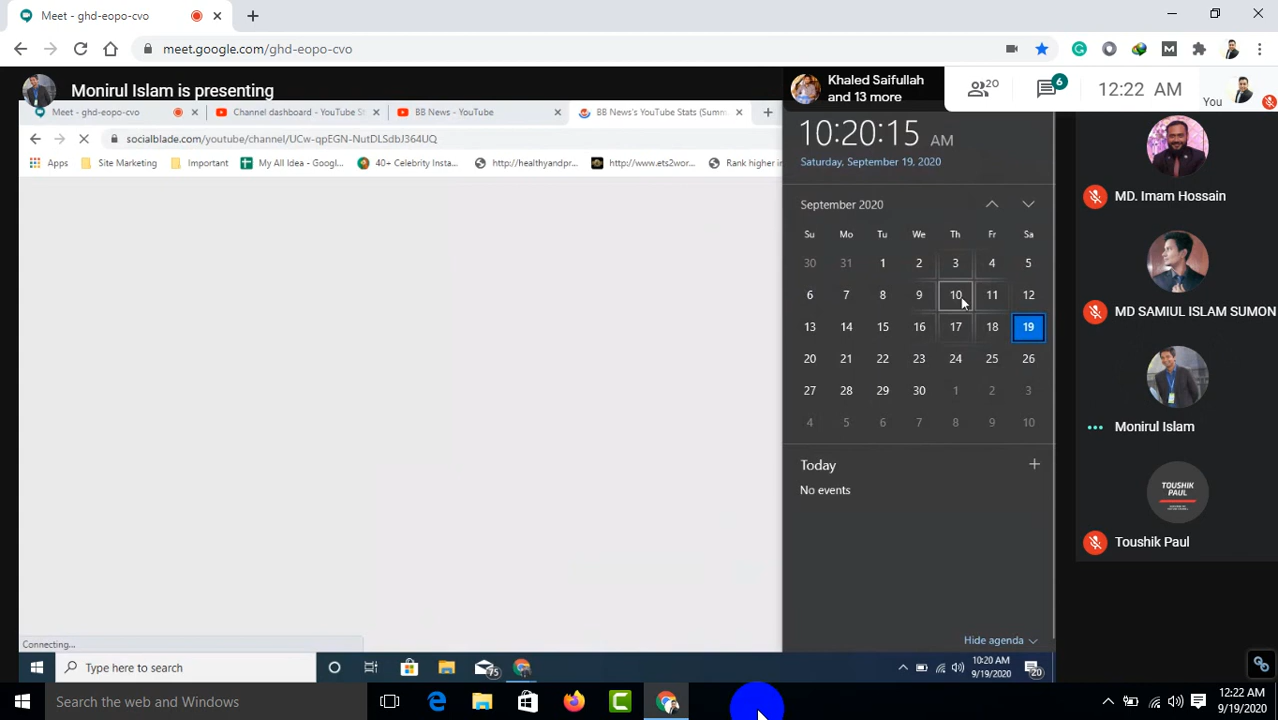 Meet - ghd-eopo-cvo
meet.google.com/ghd-eopo-cvo
Monirul Islam is presenting
Khaled Saifullah
and 13 more
20
6
12:22 AM
You
Meet - ghd-eopo-cvo
Channel dashboard - YouTube S
BB News - YouTube
BB News's YouTube Stats (Summ
socialblade.com/youtube/channel/UCw-qpEGN-NutDLSdbJ364UQ
Apps
Site Marketing
Important
My All Idea - Googl...
40+ Celebrity Insta...
http://healthyandpr...
http://www.ets2wor...
Rank higher i
10:20:15 AM
Saturday, September 19, 2020
September 2020
Su Mo Tu We Th Fr Sa
30 31 1 2 3 4 5
6 7 8 9 10 11 12
13 14 15 16 17 18 19
20 21 22 23 24 25 26
27 28 29 30 1 2 3
4 5 6 7 8 9 10
Today
No events
Hide agenda
MD. Imam Hossain
MD SAMIUL ISLAM SUMON
Monirul Islam
TOUSHIK
PAUL
Toushik Paul
Connecting...
Type here to search
75
10:20 AM
9/19/2020
20
Search the web and Windows
12:22 AM
9/19/2020